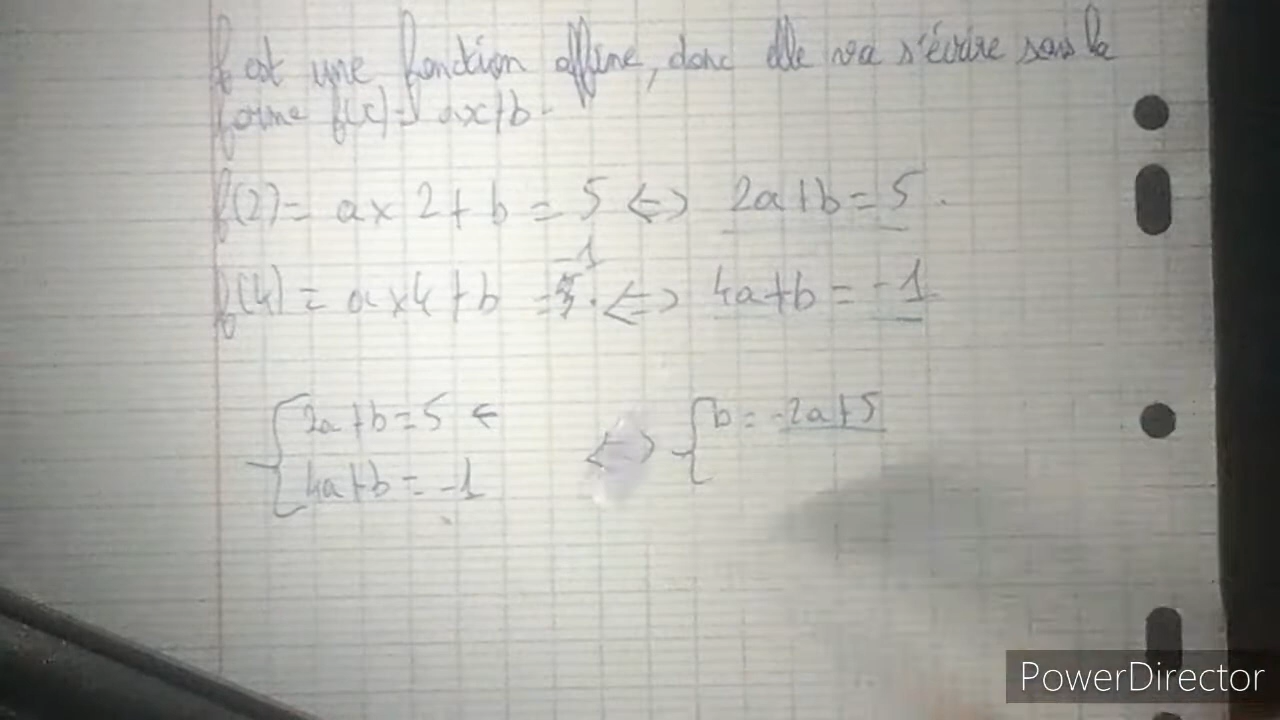 f est une fonction affine, donc elle va s'écrire sous la
forme f(x) = ax+b.
f(2) = a x 2 + b = 5 <=> 2a+b = 5.
-1
f(4) = a x 4 + b = <=> 4a+b = -1
{ 2a+b = 5 ← <=> { b = -2a+5
4a+b = -1
PowerDirector